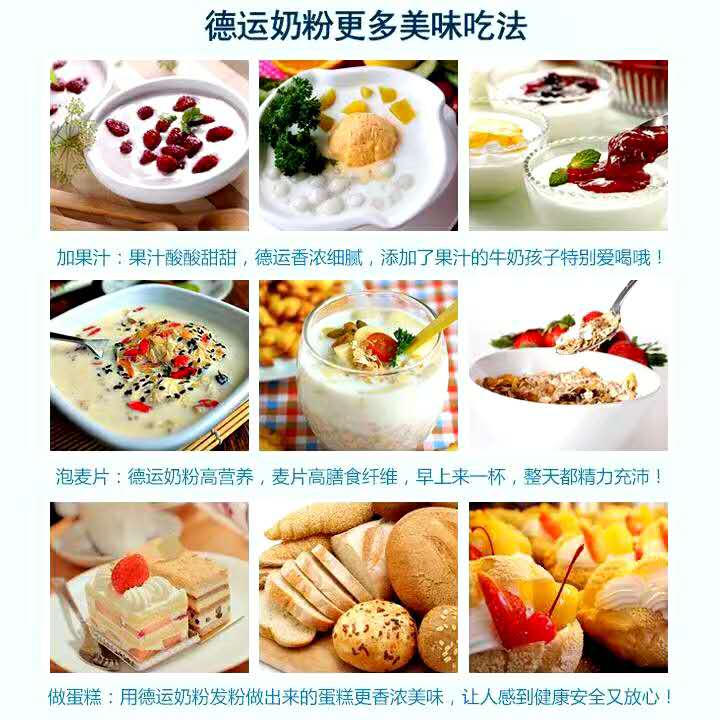 德运奶粉更多美味吃法
加果汁：果汁酸酸甜甜，德运香浓细腻，添加了果汁的牛奶孩子特别爱喝哦！
泡麦片：德运奶粉高营养，麦片高膳食纤维，早上来一杯，整天都精力充沛！
做蛋糕：用德运奶粉发粉做出来的蛋糕更香浓美味，让人感到健康安全又放心！